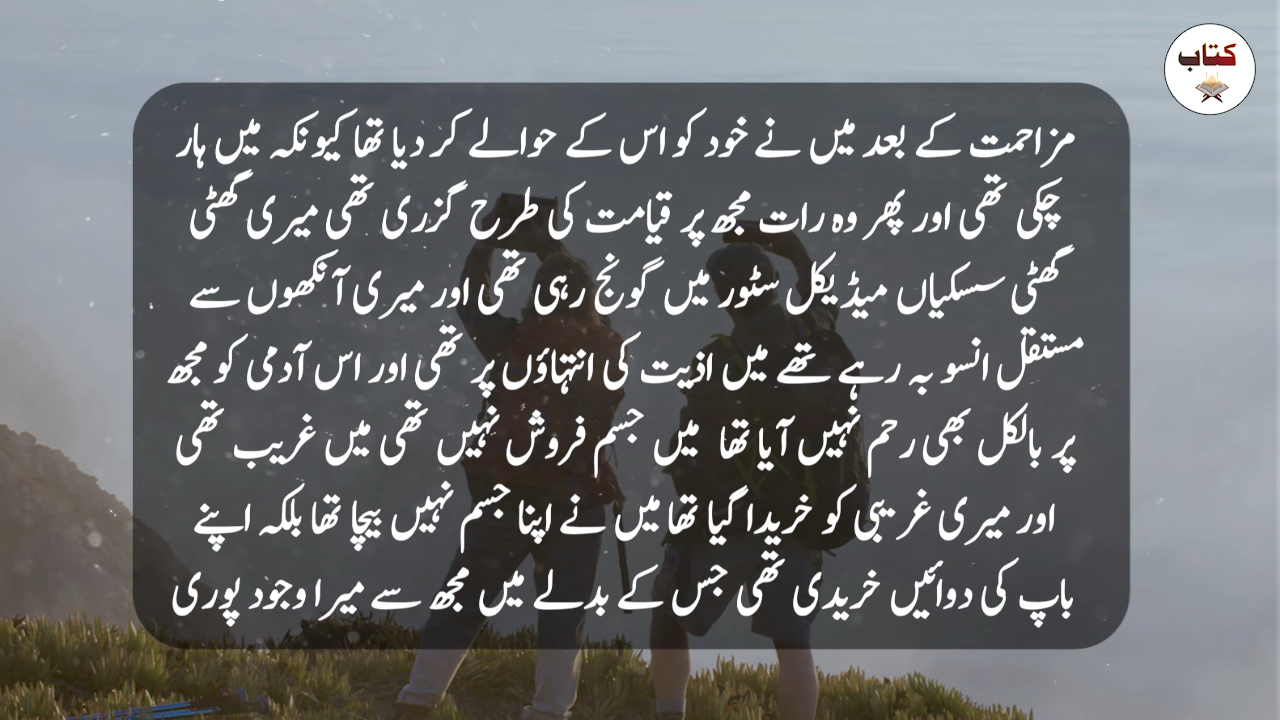 کتاب
مزاحمت کے بعد میں نے خود کو اس کے حوالے کر دیا تھا کیونکہ میں ہار
چکی تھی اور پھر وہ رات مجھ پر قیامت کی طرح گزری تھی میری گھٹی
گھٹی سسکیاں میڈیکل سٹور میں گونج رہی تھی اور میری آنکھوں سے
مستقل انسو بہ رہے تھے میں اذیت کی انتہاؤں پر تھی اور اس آدمی کو مجھ
پر بالکل بھی رحم نہیں آیا تھا میں جسم فروش نہیں تھی میں غریب تھی
اور میری غریبی کو خریدا گیا تھا میں نے اپنا جسم نہیں بیچا تھا بلکہ اپنے
باپ کی دوائیں خریدی تھی جس کے بدلے میں مجھ سے میرا وجود پوری